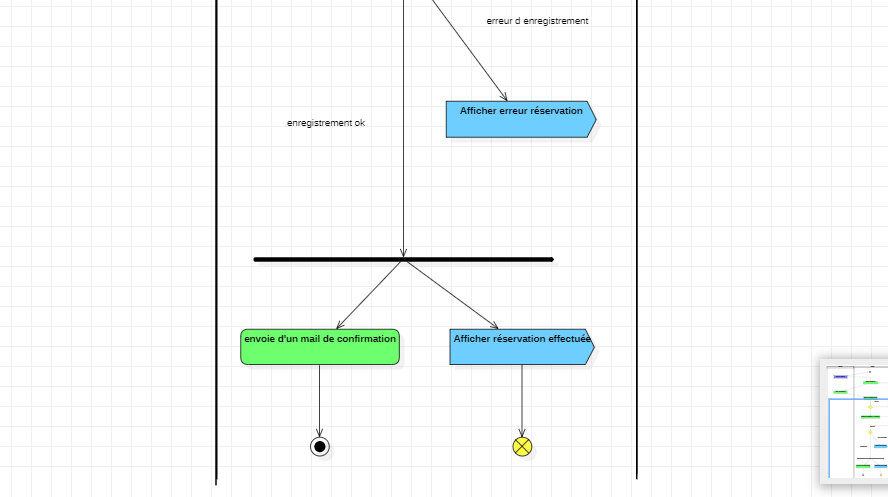 erreur d enregistrement
Afficher erreur réservation
enregistrement ok
envoie d'un mail de confirmation
Afficher réservation effectuée